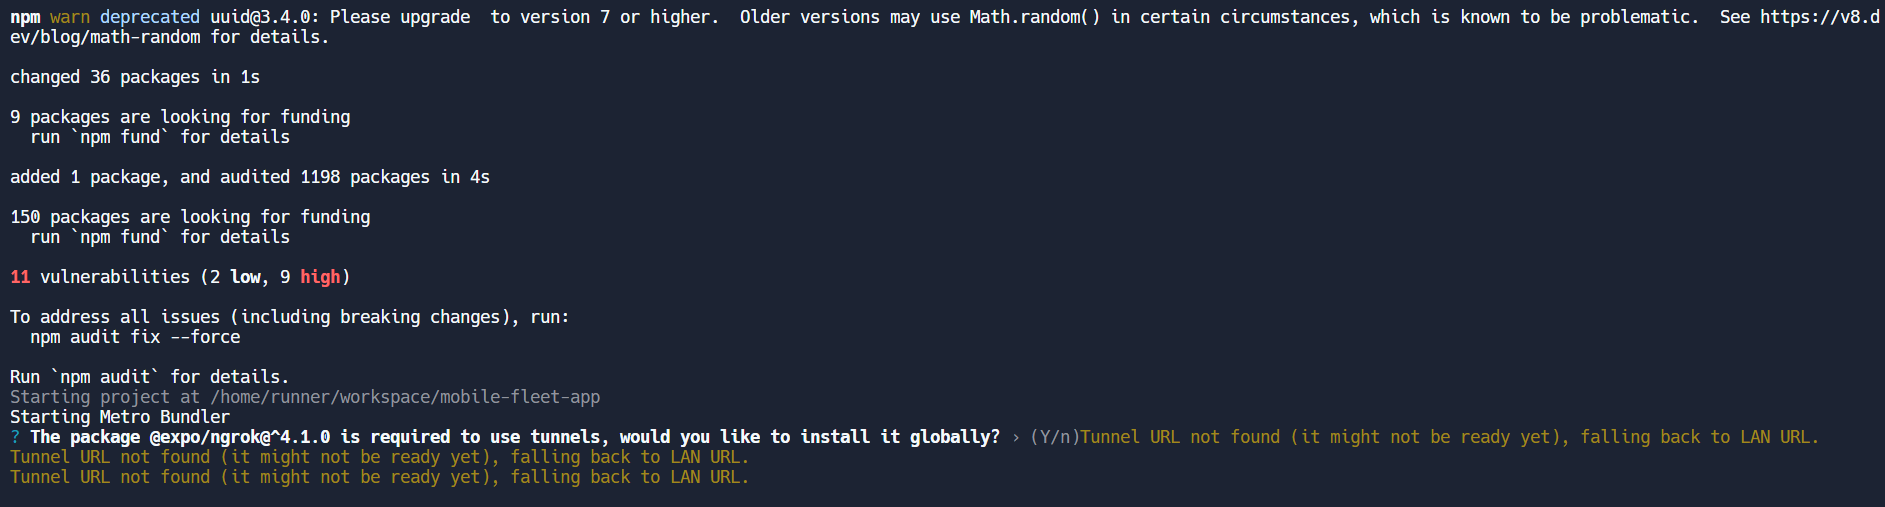 npm warn deprecated uuid@3.4.0: Please upgrade  to version 7 or higher.  Older versions may use Math.random() in certain circumstances, which is known to be problematic.  See https://v8.d
ev/blog/math-random for details.
changed 36 packages in 1s
9 packages are looking for funding
  run `npm fund` for details
added 1 package, and audited 1198 packages in 4s
150 packages are looking for funding
  run `npm fund` for details
11 vulnerabilities (2 low, 9 high)
To address all issues (including breaking changes), run:
  npm audit fix --force
Run `npm audit` for details.
Starting project at /home/runner/workspace/mobile-fleet-app
Starting Metro Bundler
? The package @expo/ngrok@^4.1.0 is required to use tunnels, would you like to install it globally? › (Y/n)Tunnel URL not found (it might not be ready yet), falling back to LAN URL.
Tunnel URL not found (it might not be ready yet), falling back to LAN URL.
Tunnel URL not found (it might not be ready yet), falling back to LAN URL.